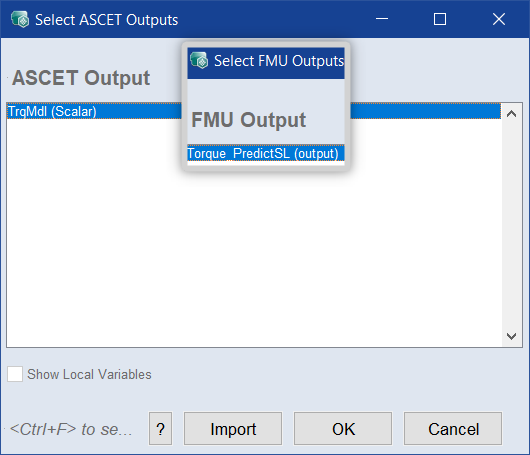 Select ASCET Outputs
Select FMU Outputs
ASCET Output
FMU Output
TrqMdl (Scalar)
Torque_PredictSL (output)
Show Local Variables
<Ctrl+F> to se...
?
Import
OK
Cancel